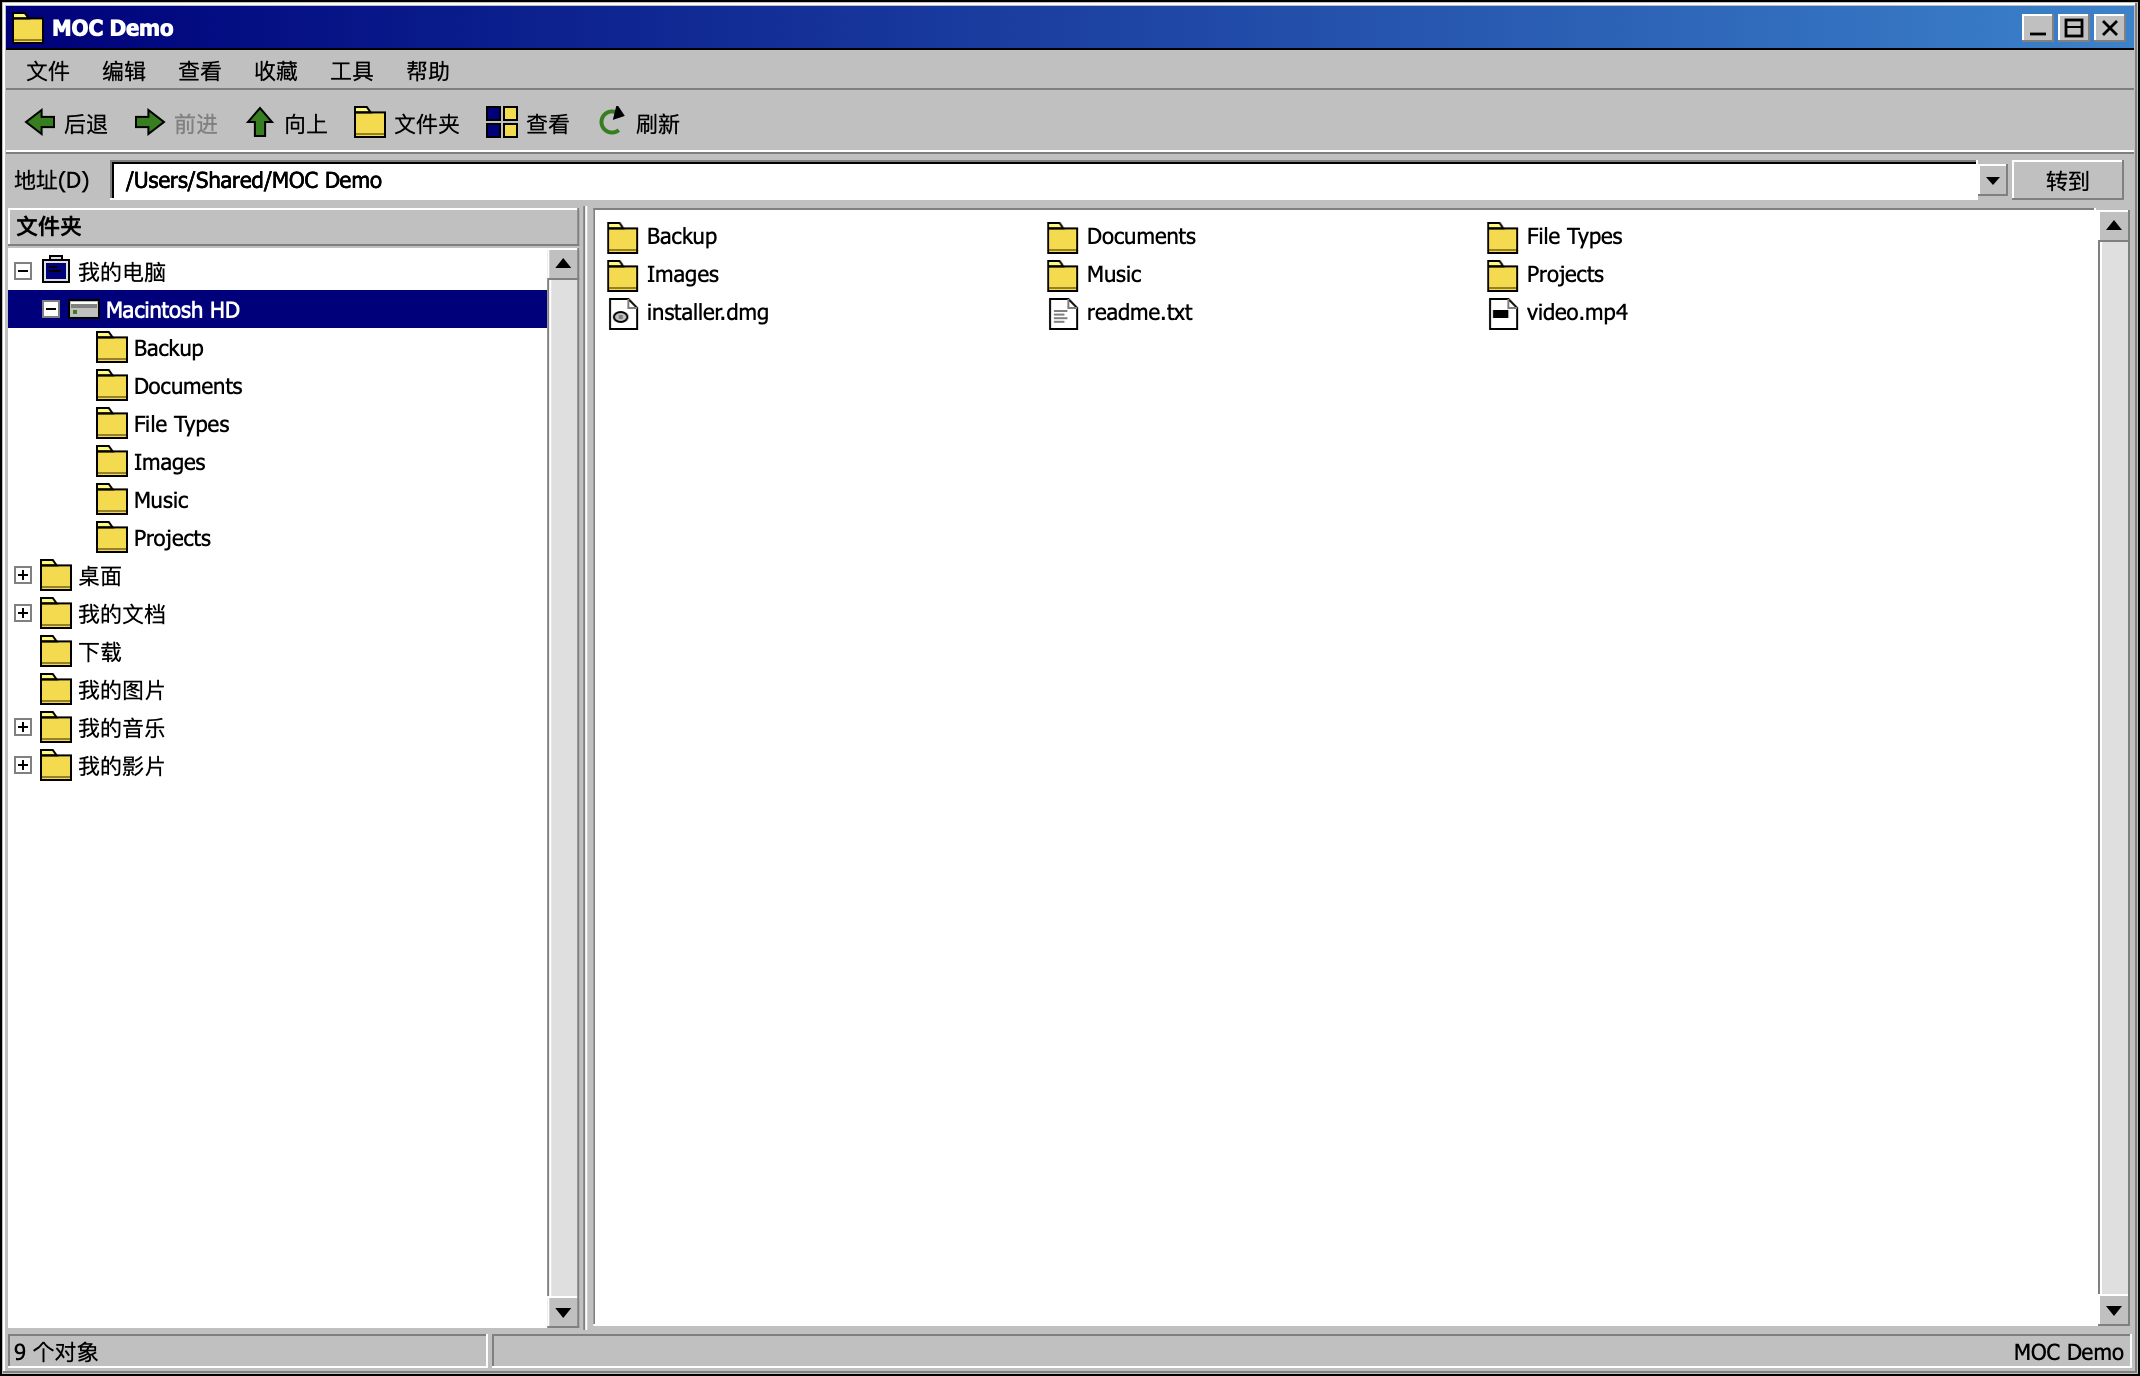 MOC Demo
文件 编辑 查看 收藏 工具 帮助
后退 前进 向上 文件夹 查看 刷新
地址(D) /Users/Shared/MOC Demo 转到
文件夹
我的电脑
Macintosh HD
Backup
Documents
File Types
Images
Music
Projects
桌面
我的文档
下载
我的图片
我的音乐
我的影片
Backup Documents File Types
Images Music Projects
installer.dmg readme.txt video.mp4
9 个对象 MOC Demo